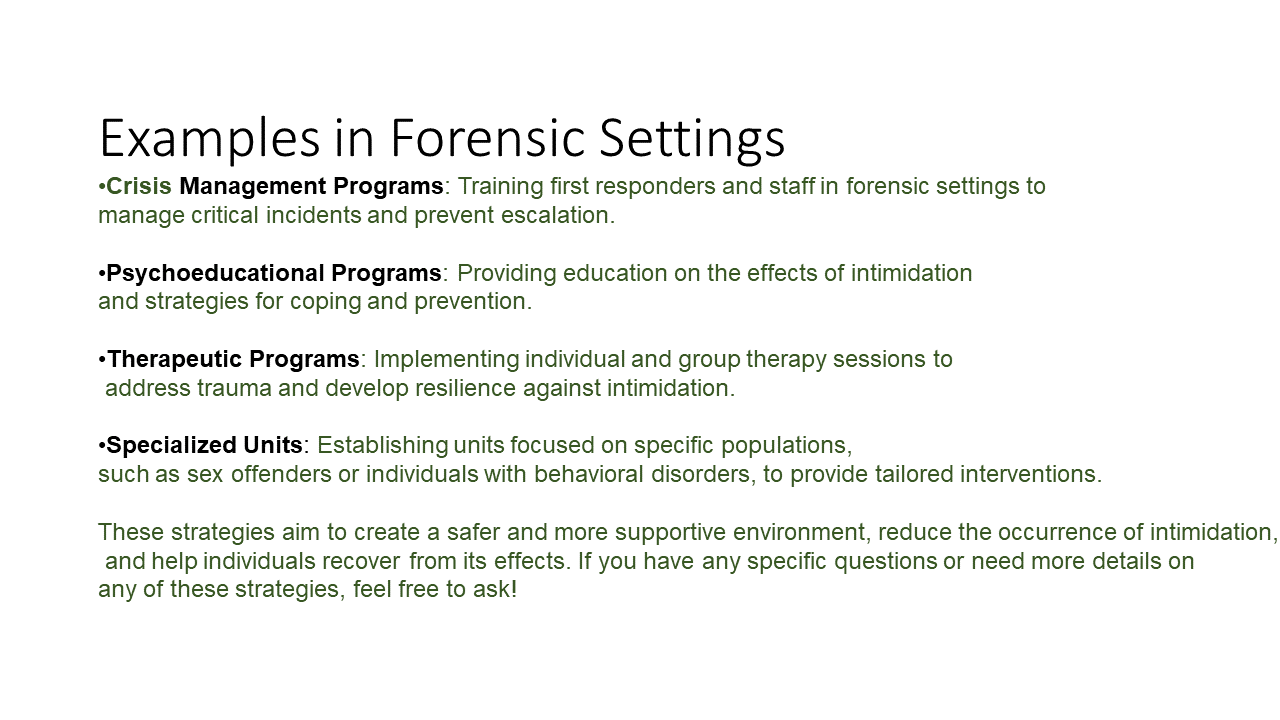 Examples in Forensic Settings
•Crisis Management Programs: Training first responders and staff in forensic settings to
manage critical incidents and prevent escalation.
•Psychoeducational Programs: Providing education on the effects of intimidation
and strategies for coping and prevention.
•Therapeutic Programs: Implementing individual and group therapy sessions to
address trauma and develop resilience against intimidation.
•Specialized Units: Establishing units focused on specific populations,
such as sex offenders or individuals with behavioral disorders, to provide tailored interventions.
These strategies aim to create a safer and more supportive environment, reduce the occurrence of intimidation,
and help individuals recover from its effects. If you have any specific questions or need more details on
any of these strategies, feel free to ask!